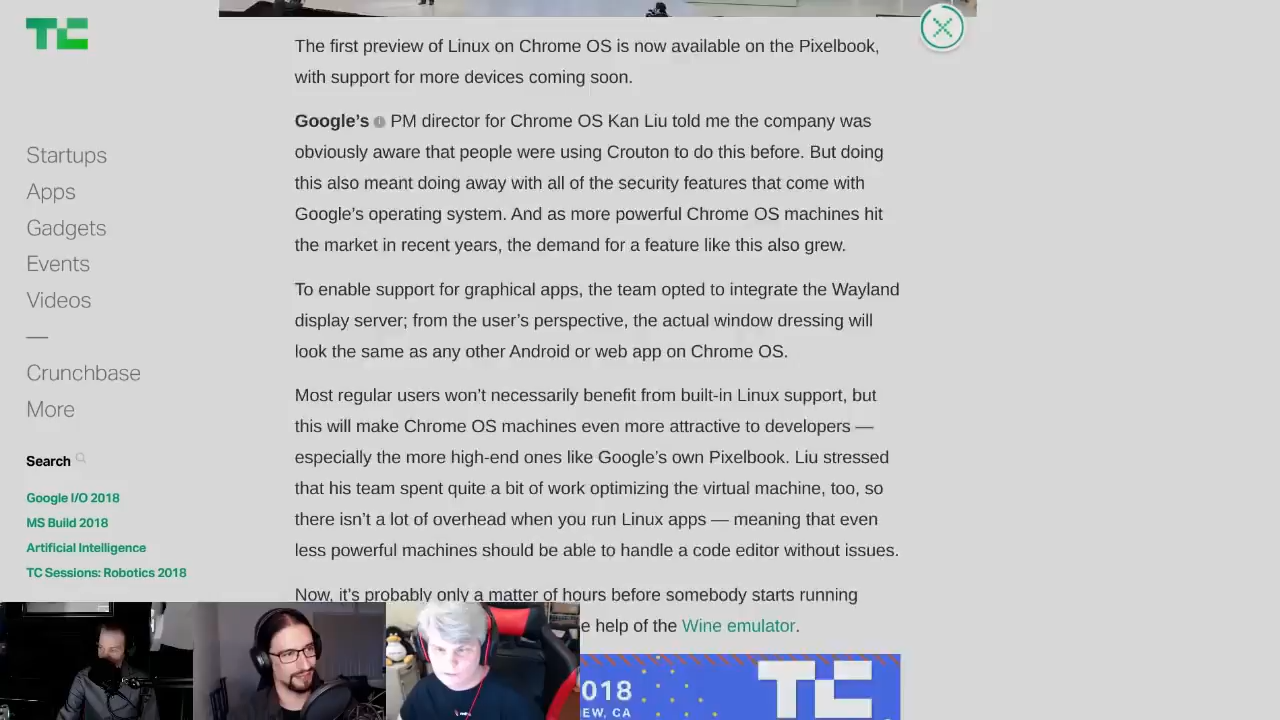 TC
Startups
Apps
Gadgets
Events
Videos
—
Crunchbase
More
Search
Google I/O 2018
MS Build 2018
Artificial Intelligence
TC Sessions: Robotics 2018
The first preview of Linux on Chrome OS is now available on the Pixelbook,
with support for more devices coming soon.
Google’s PM director for Chrome OS Kan Liu told me the company was
obviously aware that people were using Crouton to do this before. But doing
this also meant doing away with all of the security features that come with
Google’s operating system. And as more powerful Chrome OS machines hit
the market in recent years, the demand for a feature like this also grew.
To enable support for graphical apps, the team opted to integrate the Wayland
display server; from the user’s perspective, the actual window dressing will
look the same as any other Android or web app on Chrome OS.
Most regular users won’t necessarily benefit from built-in Linux support, but
this will make Chrome OS machines even more attractive to developers —
especially the more high-end ones like Google’s own Pixelbook. Liu stressed
that his team spent quite a bit of work optimizing the virtual machine, too, so
there isn’t a lot of overhead when you run Linux apps — meaning that even
less powerful machines should be able to handle a code editor without issues.
Now, it’s probably only a matter of hours before somebody starts running
e help of the Wine emulator.
018
EW, CA
TC